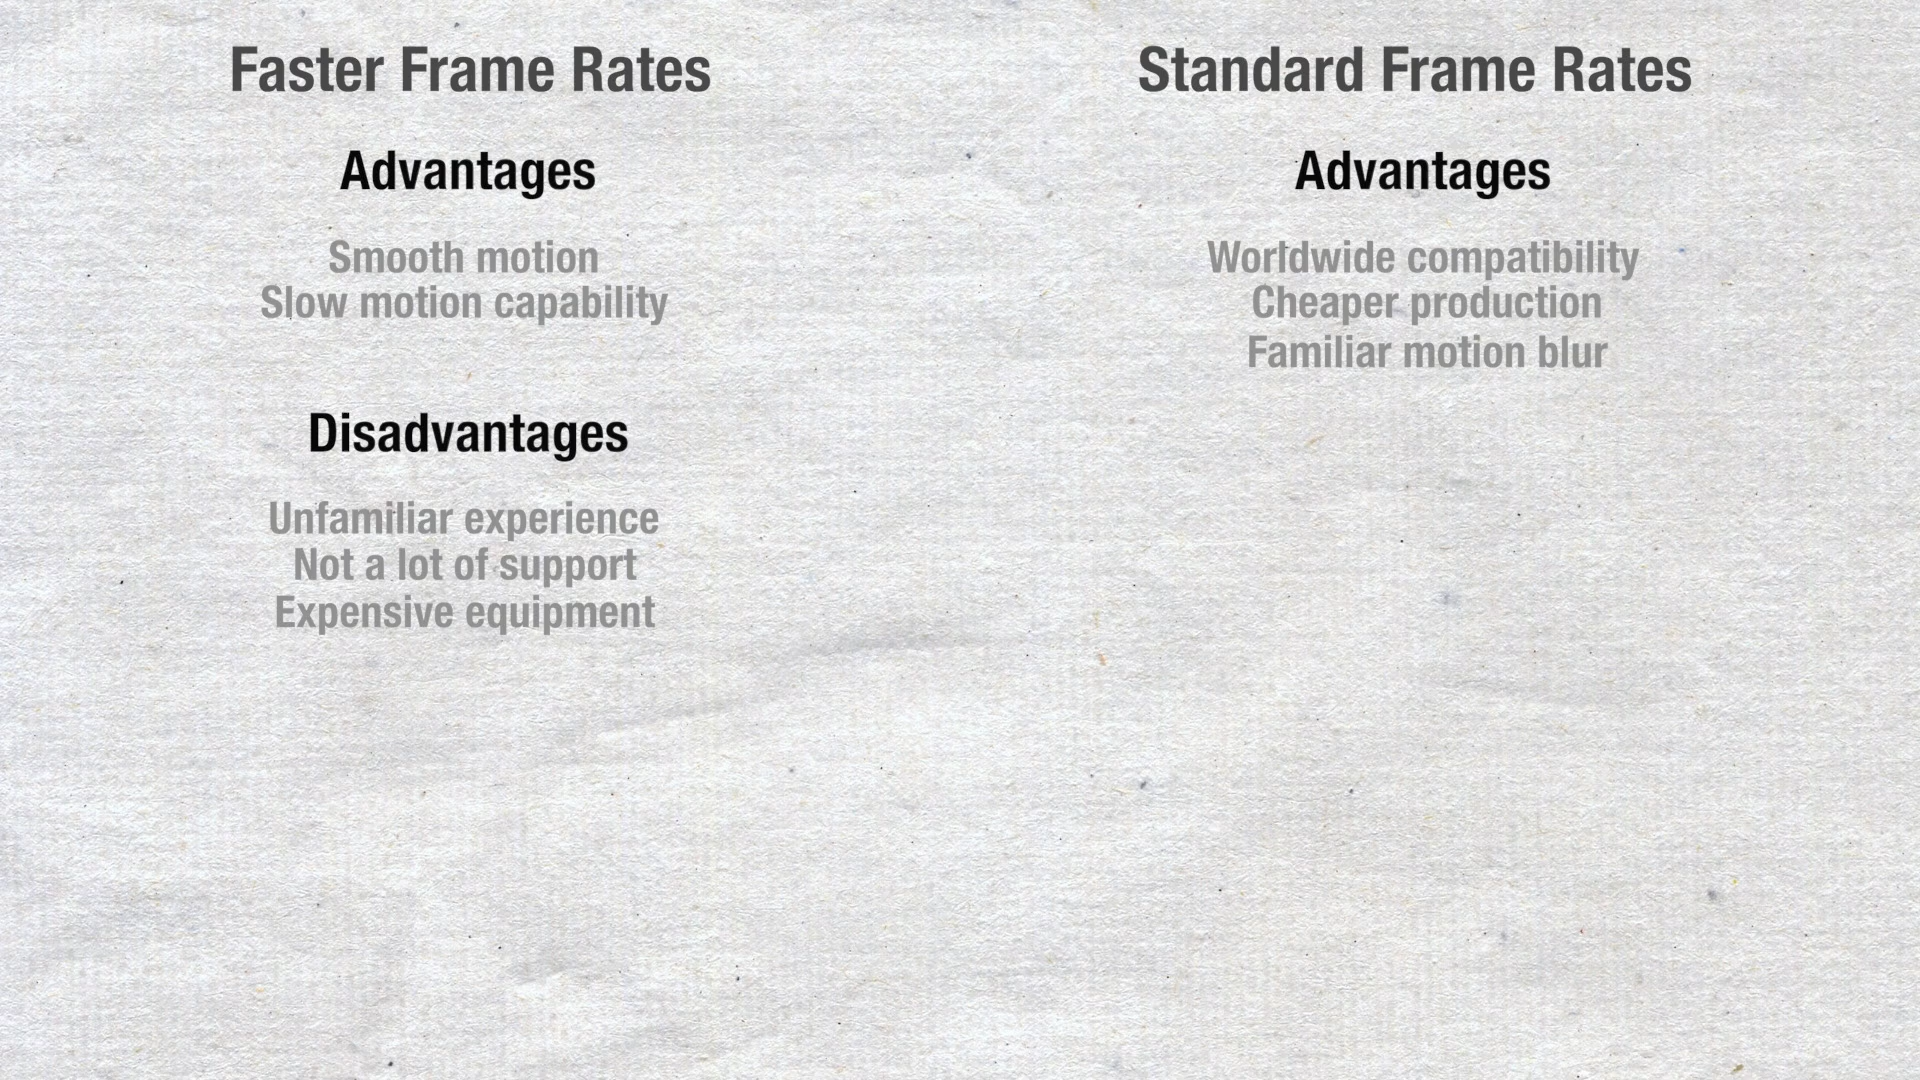 Faster Frame Rates
Advantages
Smooth motion
Slow motion capability
Disadvantages
Unfamiliar experience
Not a lot of support
Expensive equipment
Standard Frame Rates
Advantages
Worldwide compatibility
Cheaper production
Familiar motion blur